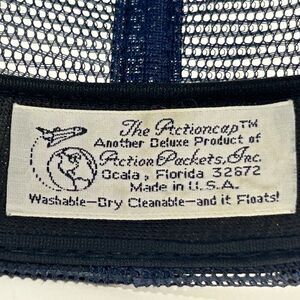 The Actioncap™
Another Deluxe Product of
Action Packets, Inc.
Ocala, Florida 32672
Made in U.S.A.
Washable—Dry Cleanable—and it Floats!